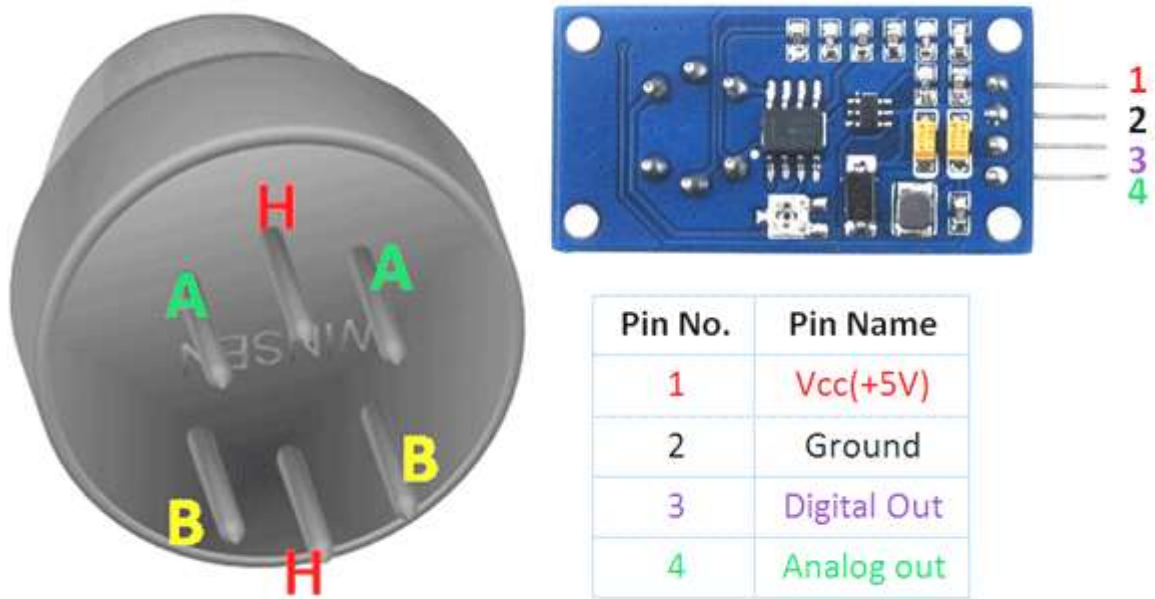 H
A
A
WINSEN
B
B
H
1
2
3
4
Pin No. Pin Name
1 Vcc(+5V)
2 Ground
3 Digital Out
4 Analog out